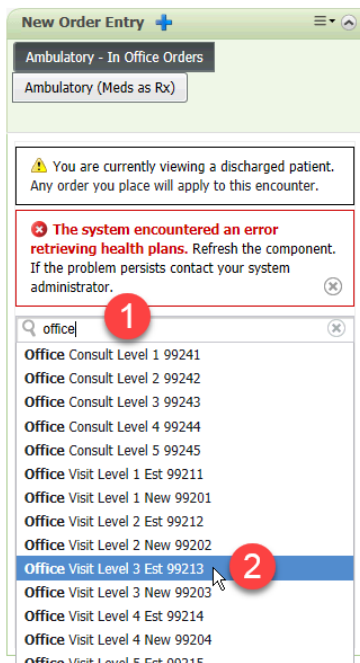 New Order Entry
Ambulatory - In Office Orders
Ambulatory (Meds as Rx)
You are currently viewing a discharged patient.
Any order you place will apply to this encounter.
The system encountered an error
retrieving health plans. Refresh the component.
If the problem persists contact your system
administrator.
1
office
Office Consult Level 1 99241
Office Consult Level 2 99242
Office Consult Level 3 99243
Office Consult Level 4 99244
Office Consult Level 5 99245
Office Visit Level 1 Est 99211
Office Visit Level 1 New 99201
Office Visit Level 2 Est 99212
Office Visit Level 2 New 99202
Office Visit Level 3 Est 99213
2
Office Visit Level 3 New 99203
Office Visit Level 4 Est 99214
Office Visit Level 4 New 99204
Office Visit Level 5 Est 99215